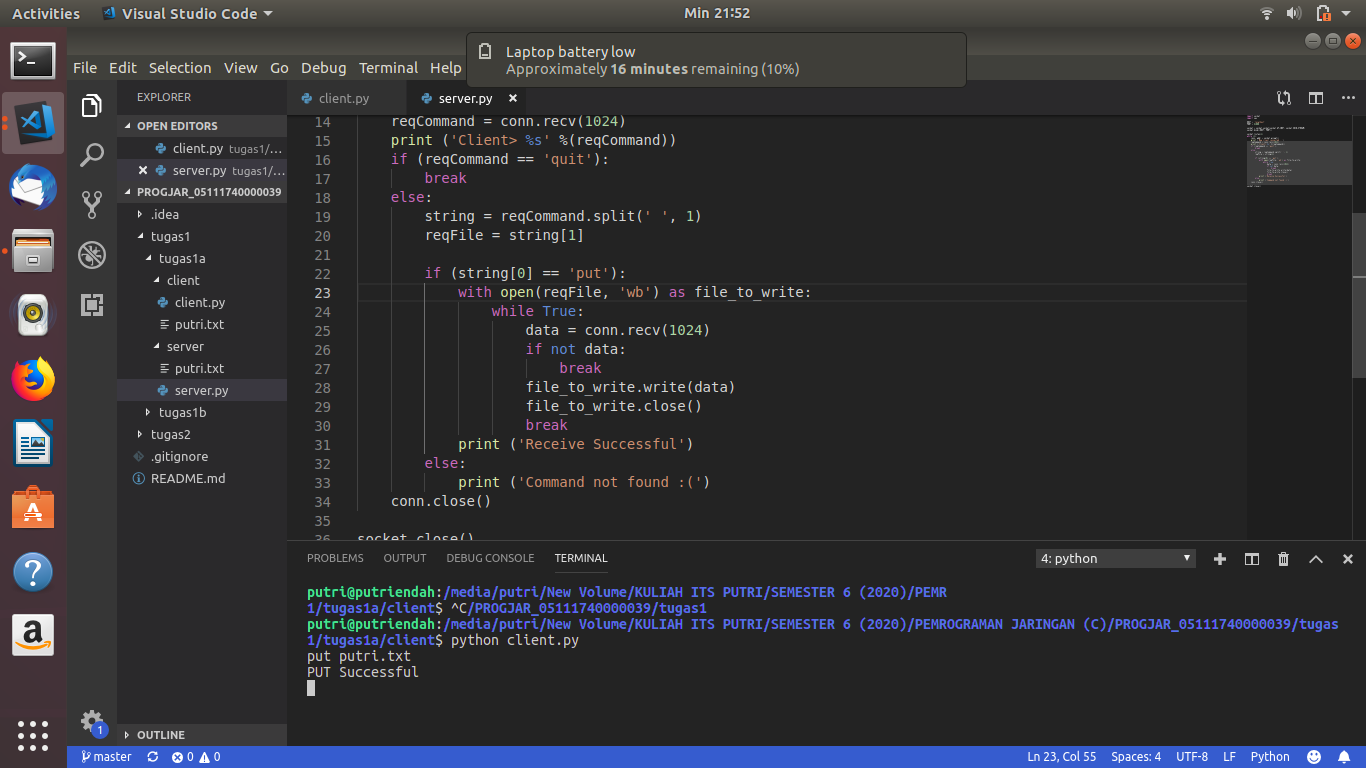 Activities
Visual Studio Code
Min 21:52
Laptop battery low
Approximately 16 minutes remaining (10%)
File Edit Selection View Go Debug Terminal Help
EXPLORER
OPEN EDITORS
client.py tugas1/...
server.py tugas1/...
PROGJAR_05111740000039
.idea
tugas1
tugas1a
client
client.py
putri.txt
server
putri.txt
server.py
tugas1b
tugas2
.gitignore
README.md
OUTLINE
1
client.py
server.py
14 reqCommand = conn.recv(1024)
15 print ('Client> %s' %(reqCommand))
16 if (reqCommand == 'quit'):
17 break
18 else:
19 string = reqCommand.split(' ', 1)
20 reqFile = string[1]
21
22 if (string[0] == 'put'):
23 with open(reqFile, 'wb') as file_to_write:
24 while True:
25 data = conn.recv(1024)
26 if not data:
27 break
28 file_to_write.write(data)
29 file_to_write.close()
30 break
31 print ('Receive Successful')
32 else:
33 print ('Command not found :(')
34 conn.close()
35
36 socket.close()
PROBLEMS OUTPUT DEBUG CONSOLE TERMINAL
4: python
putri@putriendah:/media/putri/New Volume/KULIAH ITS PUTRI/SEMESTER 6 (2020)/PEMR
1/tugas1a/client$ ^C/PROGJAR_05111740000039/tugas1
putri@putriendah:/media/putri/New Volume/KULIAH ITS PUTRI/SEMESTER 6 (2020)/PEMROGRAMAN JARINGAN (C)/PROGJAR_05111740000039/tugas
1/tugas1a/client$ python client.py
put putri.txt
PUT Successful
master
0
0
Ln 23, Col 55
Spaces: 4
UTF-8
LF
Python